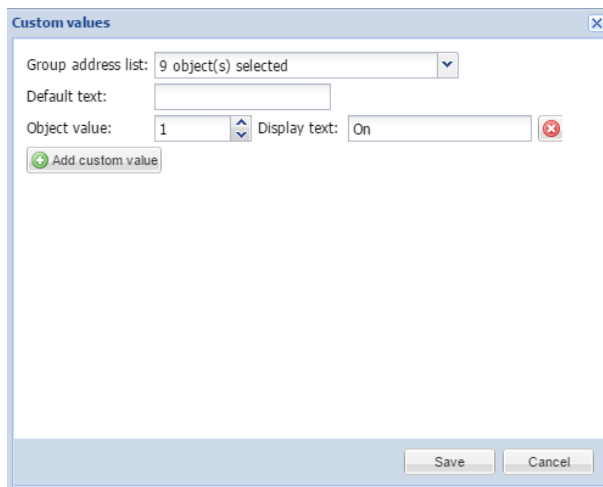 Custom values
Group address list: 9 object(s) selected
Default text:
Object value: 1 Display text: On
Add custom value
Save Cancel